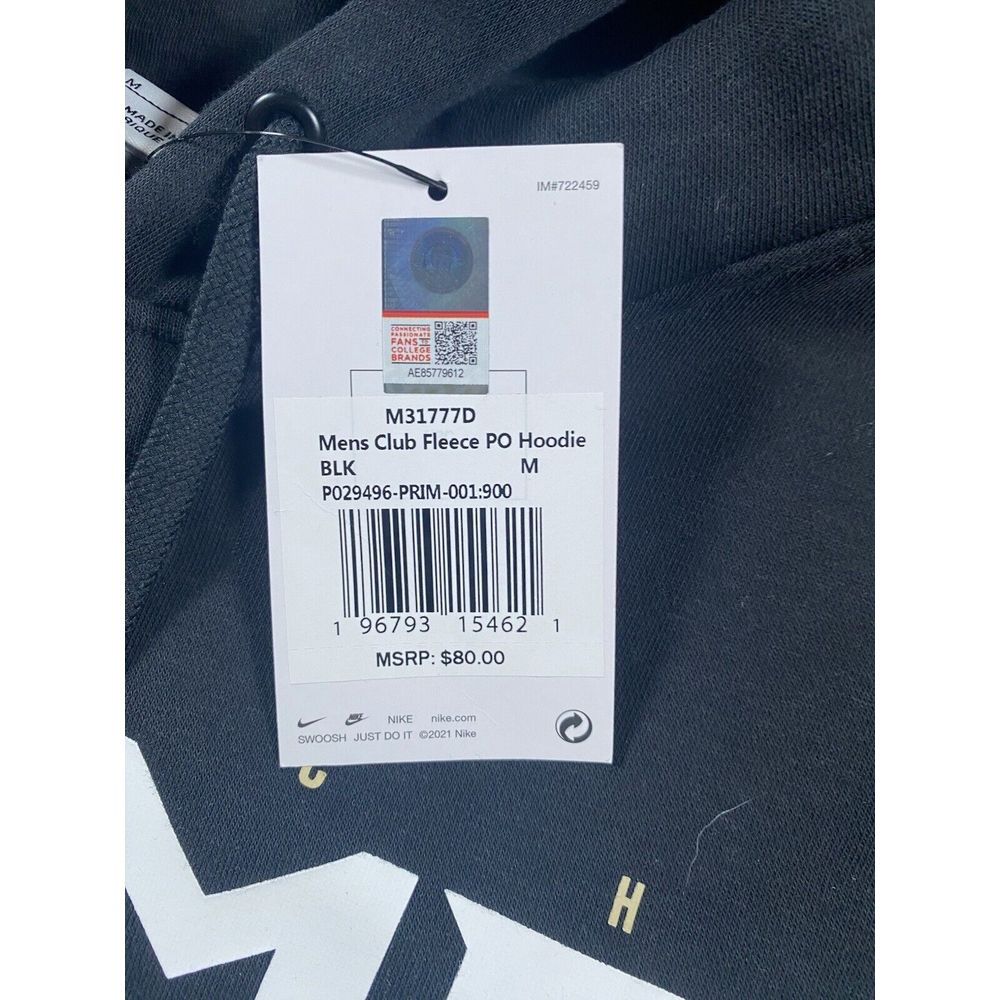 M
MADE IN
RIQUE
IM#722459
CONNECTING
PASSIONATE
FANS TO
COLLEGE
BRANDS
AE85779612
M31777D
Mens Club Fleece PO Hoodie
BLK M
P029496-PRIM-001:900
1 96793 15462 1
MSRP: $80.00
NIKE NIKE nike.com
SWOOSH JUST DO IT ©2021 Nike
C
H